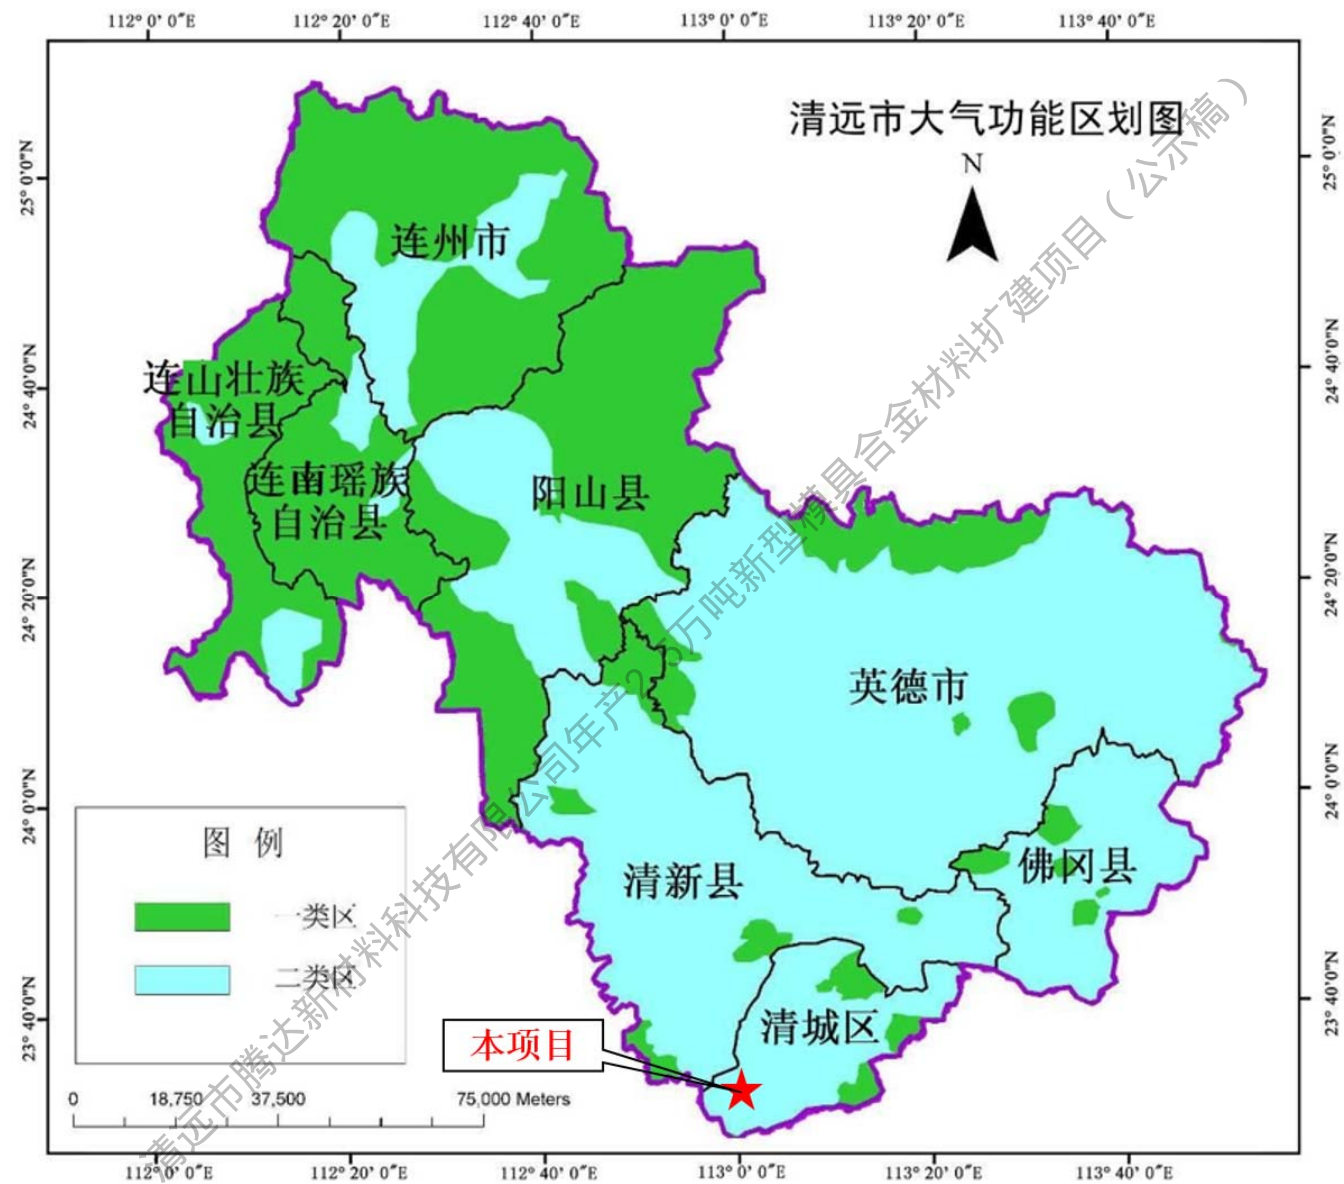 112° 0′ 0″E 112° 20′ 0″E 112° 40′ 0″E 113° 0′ 0″E 113° 20′ 0″E 113° 40′ 0″E
清远市大气功能区划图
N
25° 0′0″N
25° 0′0″N
连州市
24° 40′0″N
24° 40′0″N
连山壮族
自治县
连南瑶族
自治县
阳山县
24° 20′0″N
24° 20′0″N
英德市
24° 0′0″N
24° 0′0″N
图 例
一类区
二类区
清新县
佛冈县
清城区
23° 40′0″N
23° 40′0″N
本项目
0 18,750 37,500 75,000 Meters
112° 0′ 0″E 112° 20′ 0″E 112° 40′ 0″E 113° 0′ 0″E 113° 20′ 0″E 113° 40′ 0″E
清远市腾达新材料科技有限公司年产2.5万吨新型模具合金材料扩建项目（公示稿）